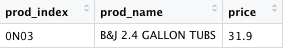 prod_index prod_name price
0N03 B&J 2.4 GALLON TUBS 31.9